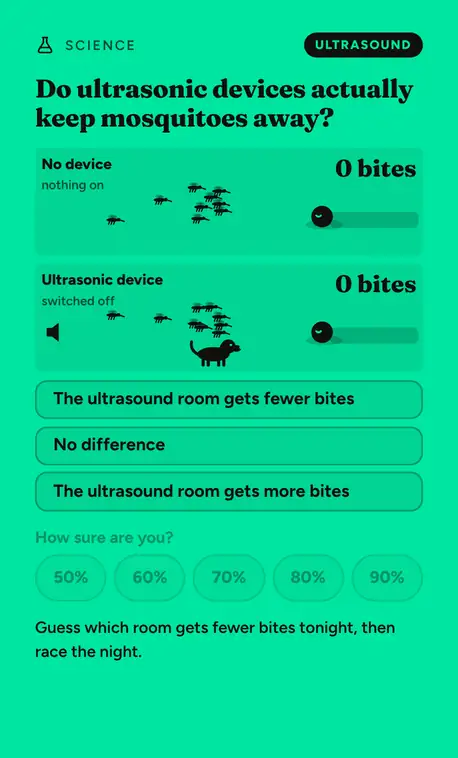 SCIENCE
ULTRASOUND
Do ultrasonic devices actually
keep mosquitoes away?
No device
nothing on
0 bites
Ultrasonic device
switched off
0 bites
The ultrasound room gets fewer bites
No difference
The ultrasound room gets more bites
How sure are you?
50%
60%
70%
80%
90%
Guess which room gets fewer bites tonight, then
race the night.